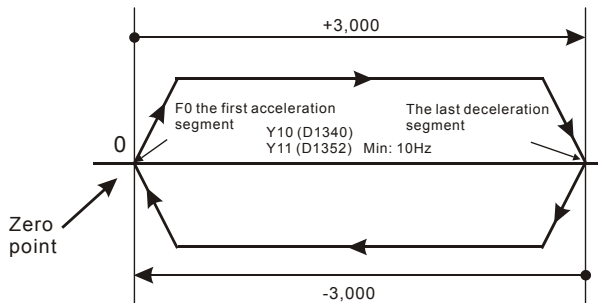 +3,000
F0 the first acceleration
segment
The last deceleration
segment
Y10 (D1340)
Y11 (D1352) Min: 10Hz
0
Zero
point
-3,000